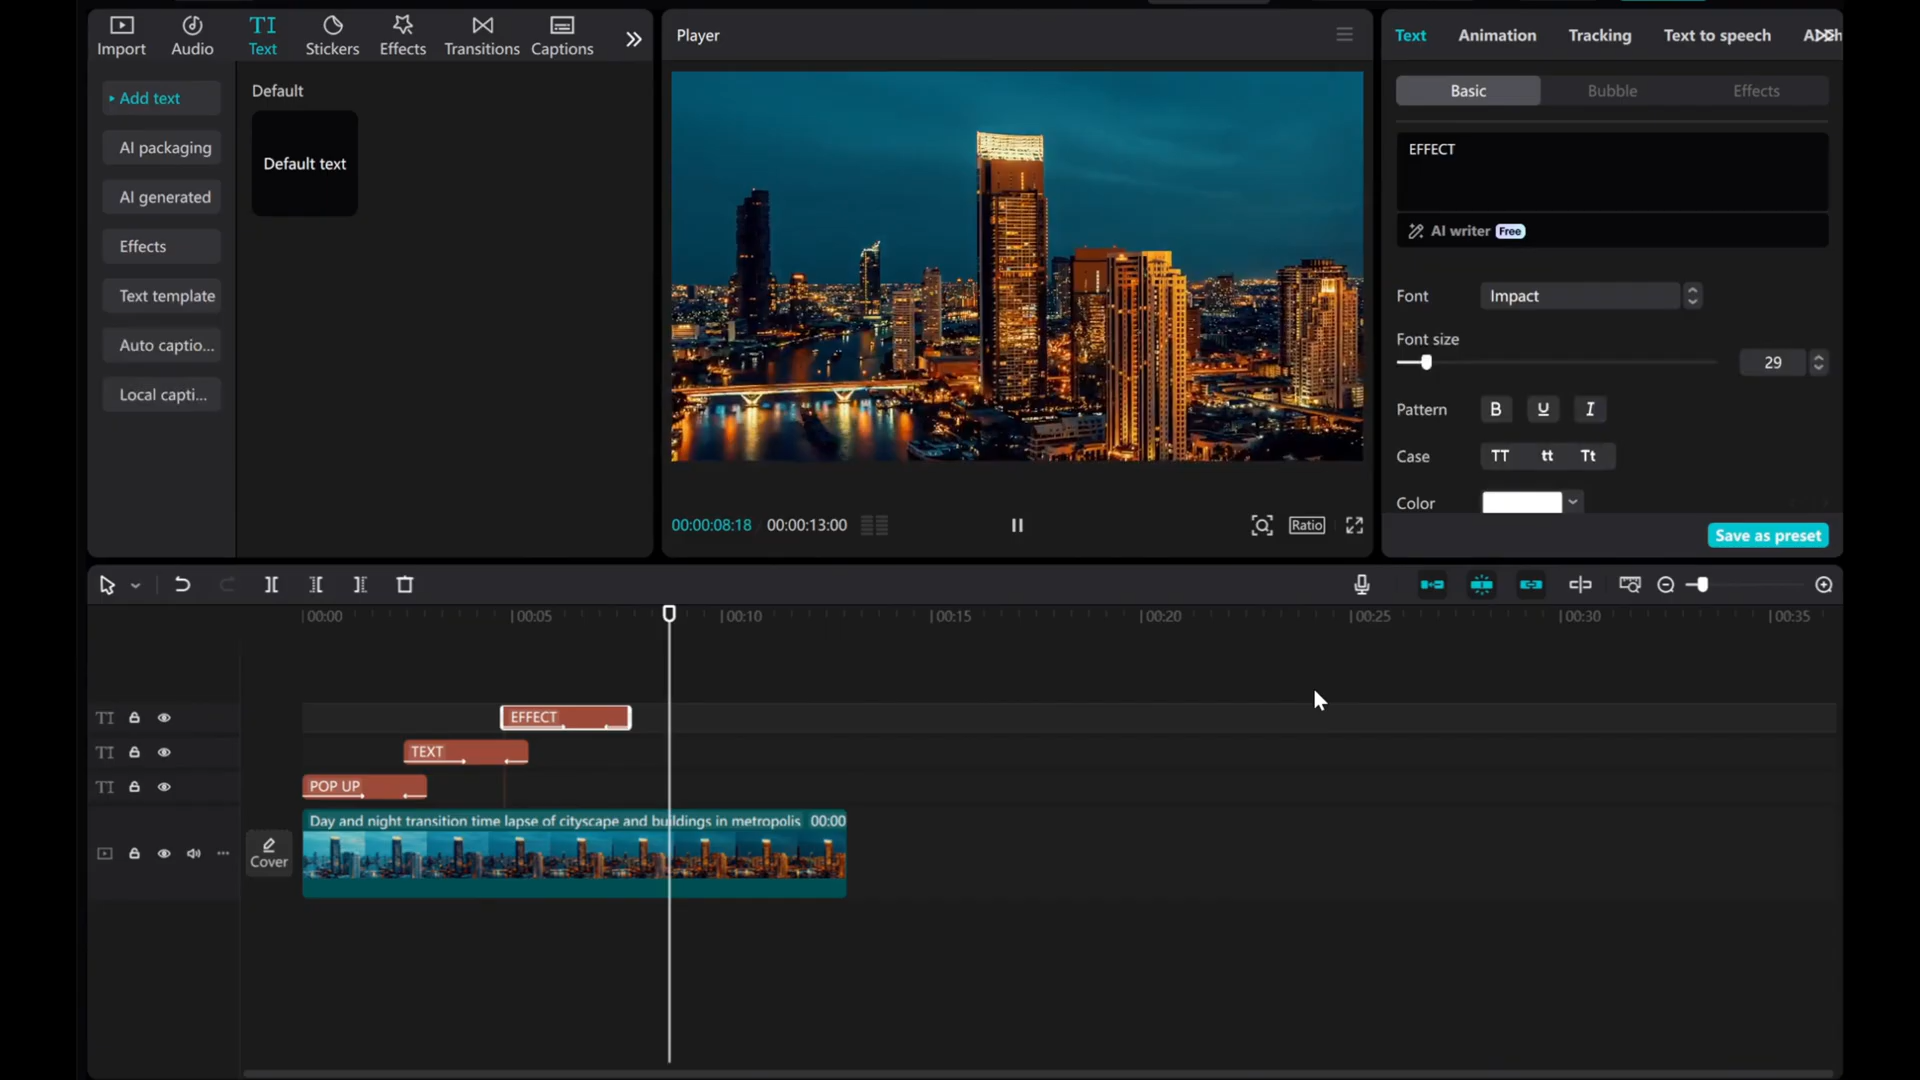 Import Audio Text Stickers Effects Transitions Captions
Add text
AI packaging
AI generated
Effects
Text template
Auto captio...
Local capti...
Default
Default text
Player
00:00:08:18 00:00:13:00
Ratio
Text Animation Tracking Text to speech
Basic Bubble Effects
EFFECT
AI writer Free
Font Impact
Font size
29
Pattern B U I
Case TT tt Tt
Color
Save as preset
00:00 00:05 00:10 00:15 00:20 00:25 00:30 00:35
TI EFFECT
TI TEXT
TI POP UP
Day and night transition time lapse of cityscape and buildings in metropolis 00:00
Cover